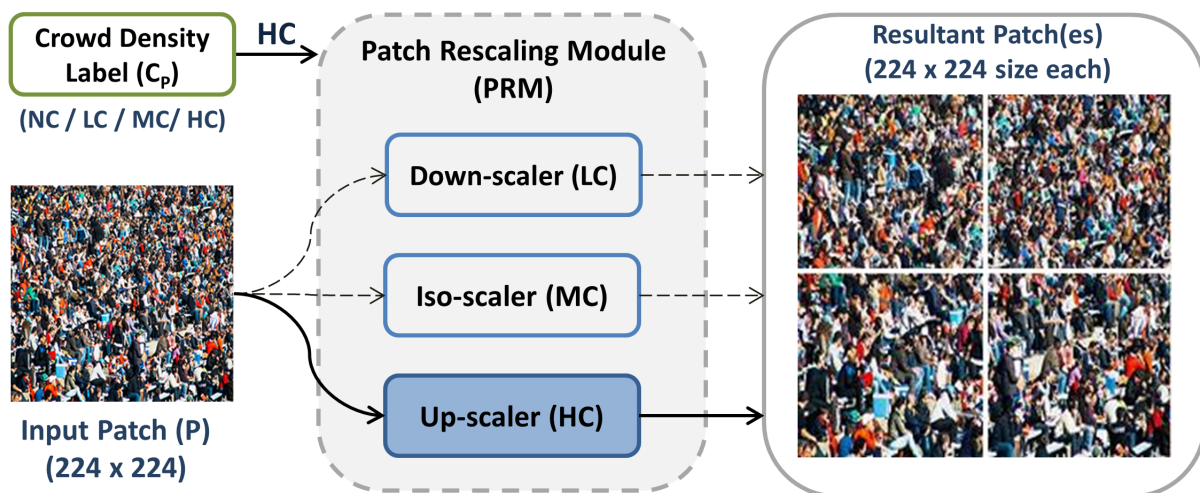 Crowd Density
Label (CP)
HC
(NC / LC / MC/ HC)
Input Patch (P)
(224 x 224)
Patch Rescaling Module
(PRM)
Down-scaler (LC)
Iso-scaler (MC)
Up-scaler (HC)
Resultant Patch(es)
(224 x 224 size each)